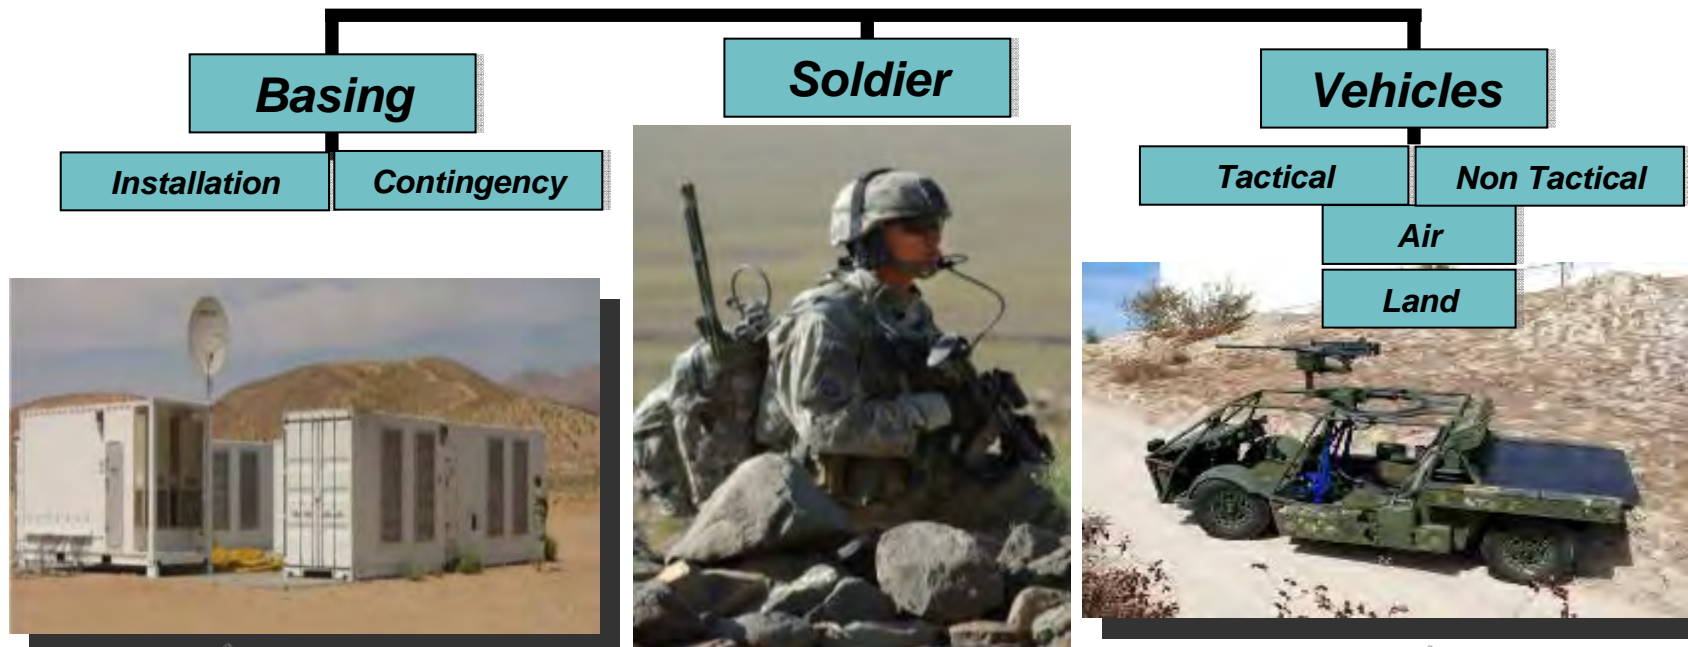 Basing
Soldier
Vehicles
Installation
Contingency
Tactical
Non Tactical
Air
Land